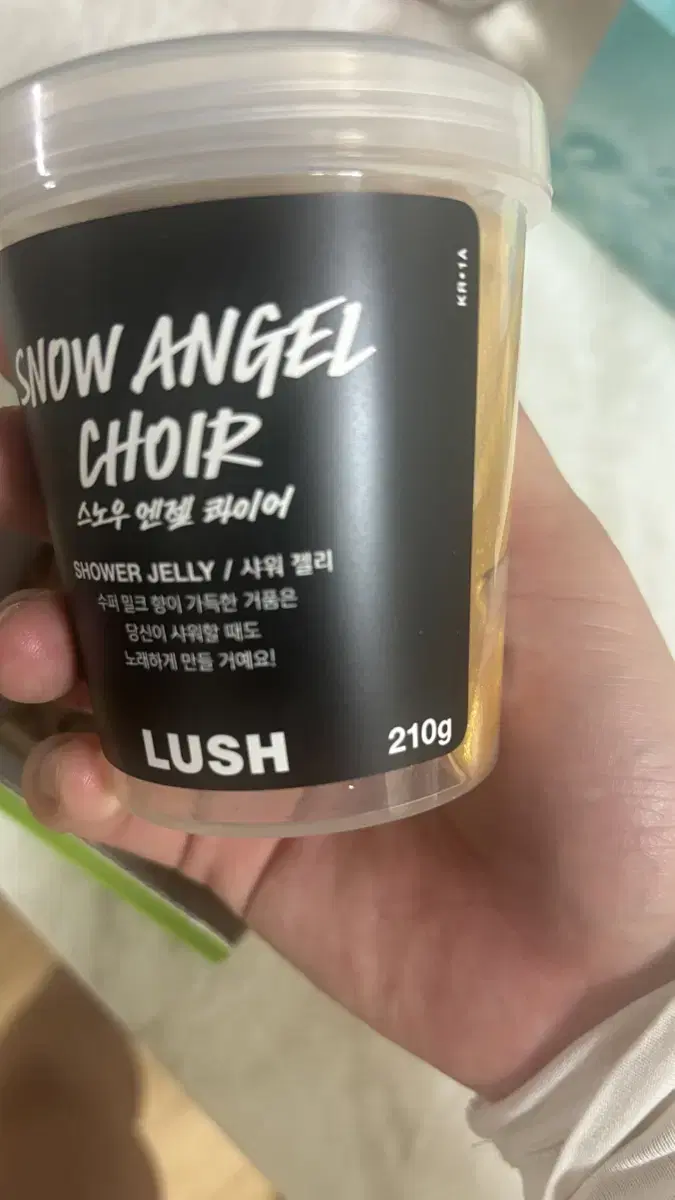 KR•1A
SNOW ANGEL
CHOIR
스노우 엔젤 콰이어
SHOWER JELLY / 샤워 젤리
수퍼 밀크 향이 가득한 거품은
당신이 샤워할 때도
노래하게 만들 거예요!
LUSH
210g